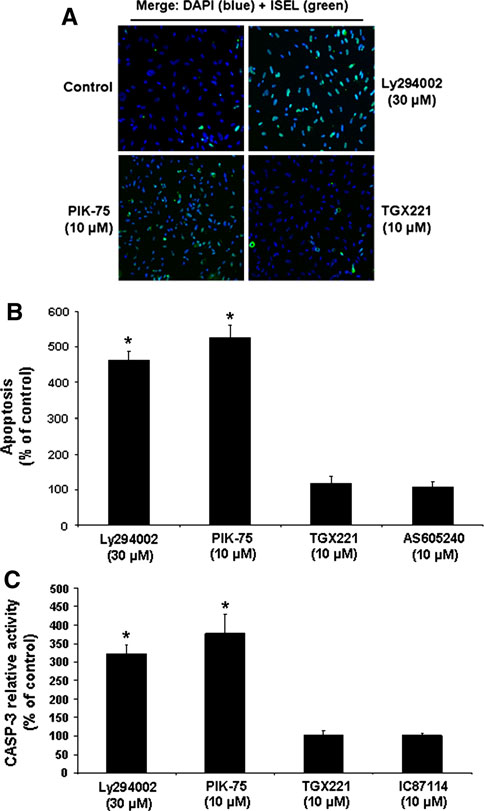 Merge: DAPI (blue) + ISEL (green)
A
Control
Ly294002
(30 µM)
PIK-75
(10 µM)
TGX221
(10 µM)
B
Apoptosis
(% of control)
600
500
400
300
200
100
0
*
*
Ly294002
(30 µM)
PIK-75
(10 µM)
TGX221
(10 µM)
AS605240
(10 µM)
C
CASP-3 relative activity
(% of control)
500
450
400
350
300
250
200
150
100
50
0
*
*
Ly294002
(30 µM)
PIK-75
(10 µM)
TGX221
(10 µM)
IC87114
(10 µM)